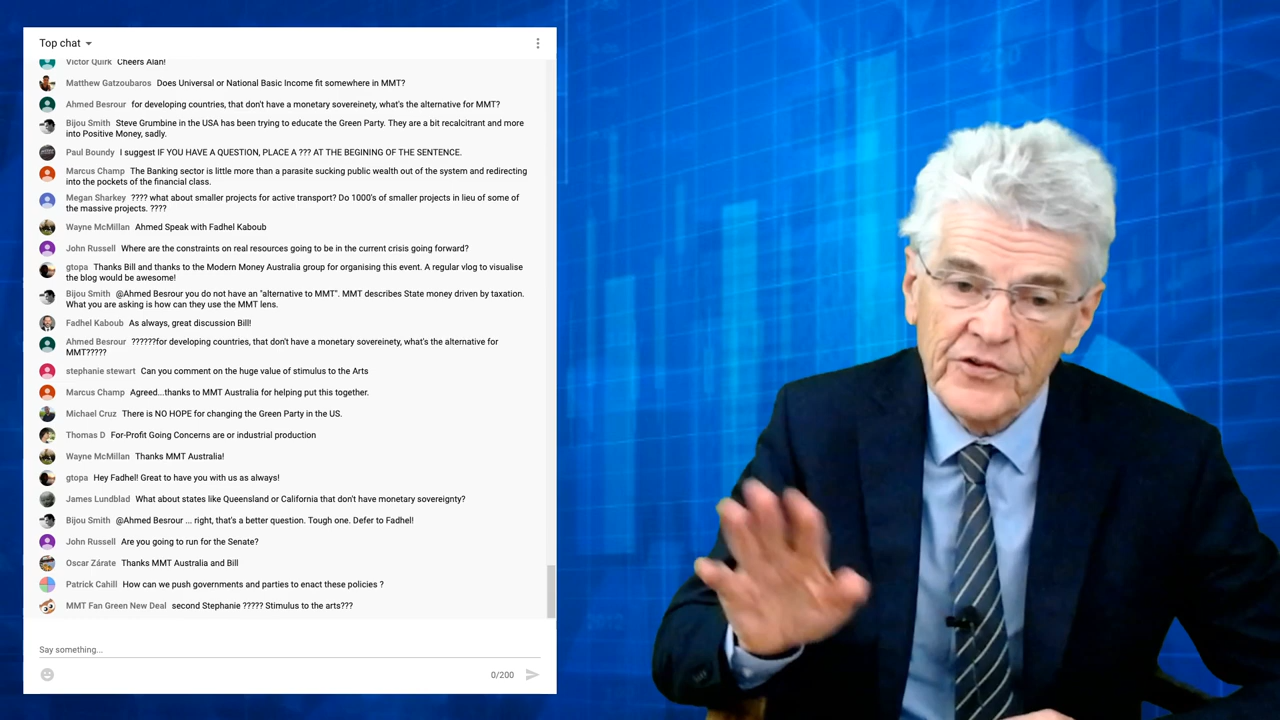 Top chat
Victor Quirk Cheers Alan!
Matthew Gatzoubaros Does Universal or National Basic Income fit somewhere in MMT?
Ahmed Besrour for developing countries, that don't have a monetary sovereinety, what's the alternative for MMT?
Bijou Smith Steve Grumbine in the USA has been trying to educate the Green Party. They are a bit recalcitrant and more
into Positive Money, sadly.
Paul Boundy I suggest IF YOU HAVE A QUESTION, PLACE A ??? AT THE BEGINING OF THE SENTENCE.
Marcus Champ The Banking sector is little more than a parasite sucking public wealth out of the system and redirecting
into the pockets of the financial class.
Megan Sharkey ???? what about smaller projects for active transport? Do 1000's of smaller projects in lieu of some of
the massive projects. ????
Wayne McMillan Ahmed Speak with Fadhel Kaboub
John Russell Where are the constraints on real resources going to be in the current crisis going forward?
gtopa Thanks Bill and thanks to the Modern Money Australia group for organising this event. A regular vlog to visualise
the blog would be awesome!
Bijou Smith @Ahmed Besrour you do not have an "alternative to MMT". MMT describes State money driven by taxation.
What you are asking is how can they use the MMT lens.
Fadhel Kaboub As always, great discussion Bill!
Ahmed Besrour ??????for developing countries, that don't have a monetary sovereinety, what's the alternative for
MMT?????
stephanie stewart Can you comment on the huge value of stimulus to the Arts
Marcus Champ Agreed...thanks to MMT Australia for helping put this together.
Michael Cruz There is NO HOPE for changing the Green Party in the US.
Thomas D For-Profit Going Concerns are or industrial production
Wayne McMillan Thanks MMT Australia!
gtopa Hey Fadhel! Great to have you with us as always!
James Lundblad What about states like Queensland or California that don't have monetary sovereignty?
Bijou Smith @Ahmed Besrour ... right, that's a better question. Tough one. Defer to Fadhel!
John Russell Are you going to run for the Senate?
Oscar Zárate Thanks MMT Australia and Bill
Patrick Cahill How can we push governments and parties to enact these policies ?
MMT Fan Green New Deal second Stephanie ????? Stimulus to the arts???
Say something...
0/200